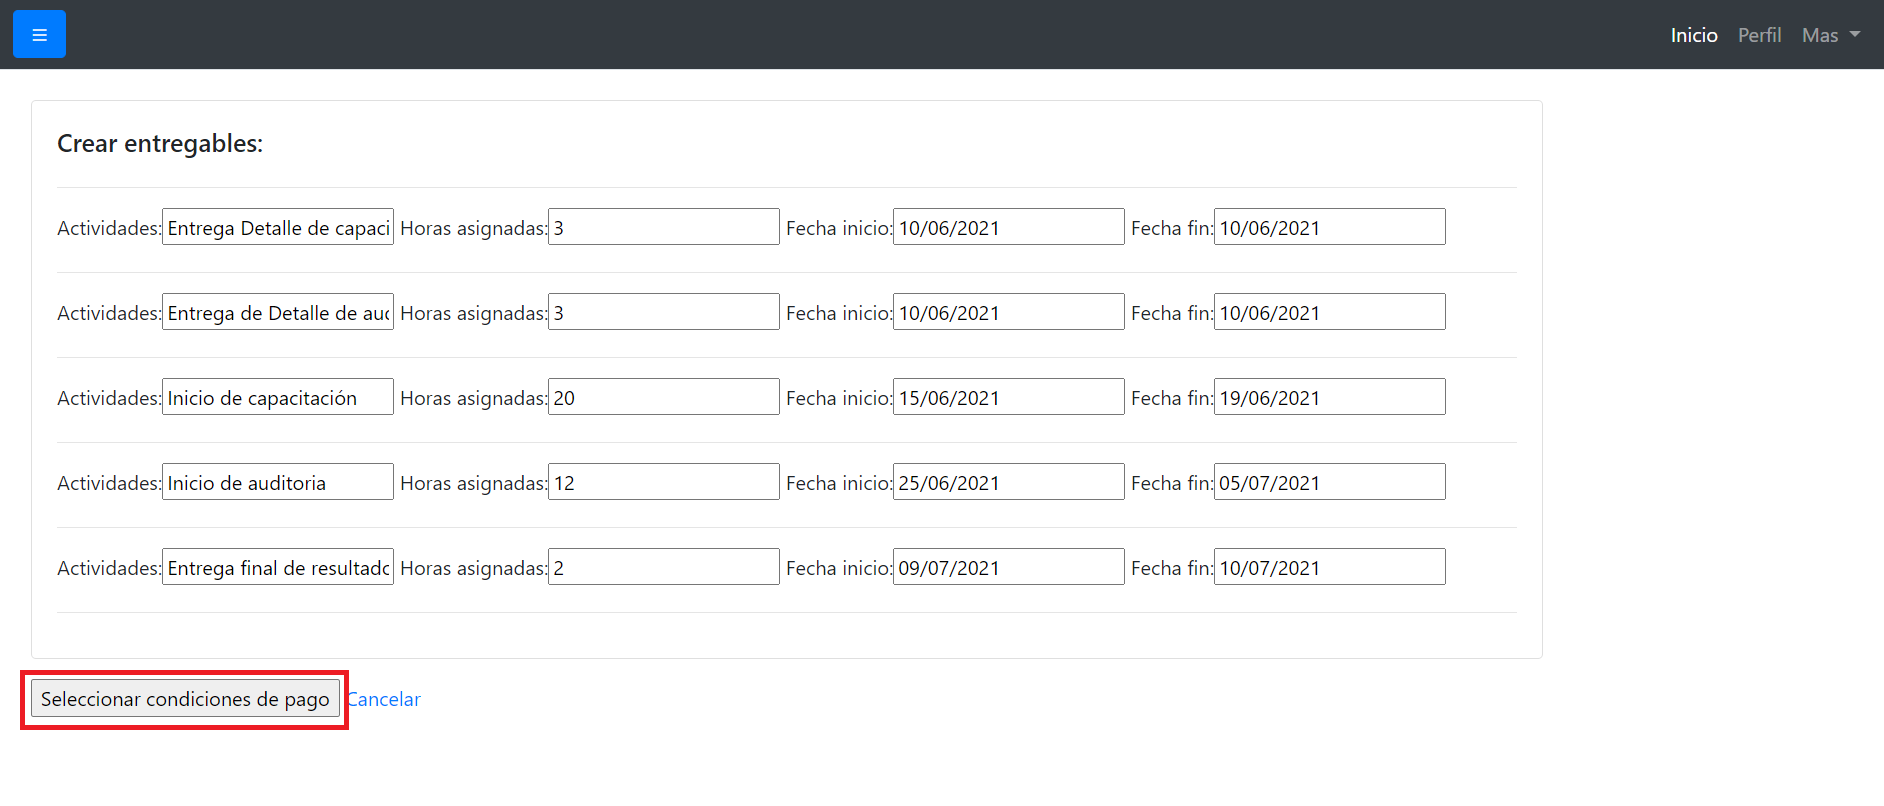 Inicio Perfil Mas
Crear entregables:
Actividades: Entrega Detalle de capaci Horas asignadas: 3 Fecha inicio: 10/06/2021 Fecha fin: 10/06/2021
Actividades: Entrega de Detalle de auc Horas asignadas: 3 Fecha inicio: 10/06/2021 Fecha fin: 10/06/2021
Actividades: Inicio de capacitación Horas asignadas: 20 Fecha inicio: 15/06/2021 Fecha fin: 19/06/2021
Actividades: Inicio de auditoria Horas asignadas: 12 Fecha inicio: 25/06/2021 Fecha fin: 05/07/2021
Actividades: Entrega final de resultado Horas asignadas: 2 Fecha inicio: 09/07/2021 Fecha fin: 10/07/2021
Seleccionar condiciones de pago Cancelar